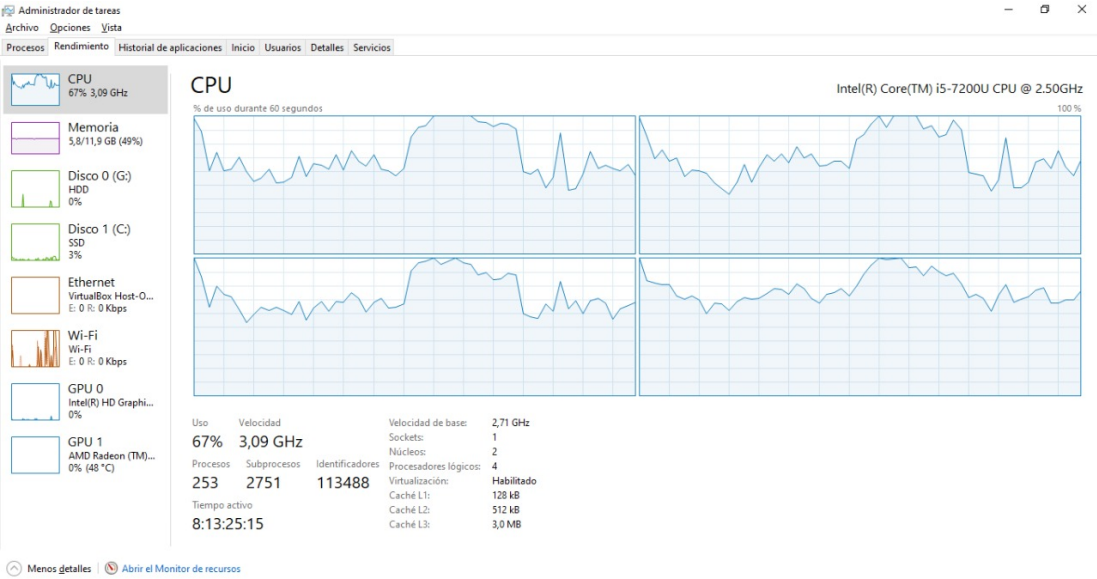 Administrador de tareas
Archivo Opciones Vista
Procesos Rendimiento Historial de aplicaciones Inicio Usuarios Detalles Servicios
CPU
67% 3,09 GHz
Memoria
5,8/11,9 GB (49%)
Disco 0 (G:)
HDD
0%
Disco 1 (C:)
SSD
3%
Ethernet
VirtualBox Host-O...
E: 0 R: 0 Kbps
Wi-Fi
Wi-Fi
E: 0 R: 0 Kbps
GPU 0
Intel(R) HD Graphi...
0%
GPU 1
AMD Radeon (TM)...
0% (48 °C)
CPU
Intel(R) Core(TM) i5-7200U CPU @ 2.50GHz
% de uso durante 60 segundos 100 %
Uso Velocidad
67% 3,09 GHz
Procesos Subprocesos Identificadores
253 2751 113488
Tiempo activo
8:13:25:15
Velocidad de base: 2,71 GHz
Sockets: 1
Núcleos: 2
Procesadores lógicos: 4
Virtualización: Habilitado
Caché L1: 128 kB
Caché L2: 512 kB
Caché L3: 3,0 MB
Menos detalles Abrir el Monitor de recursos